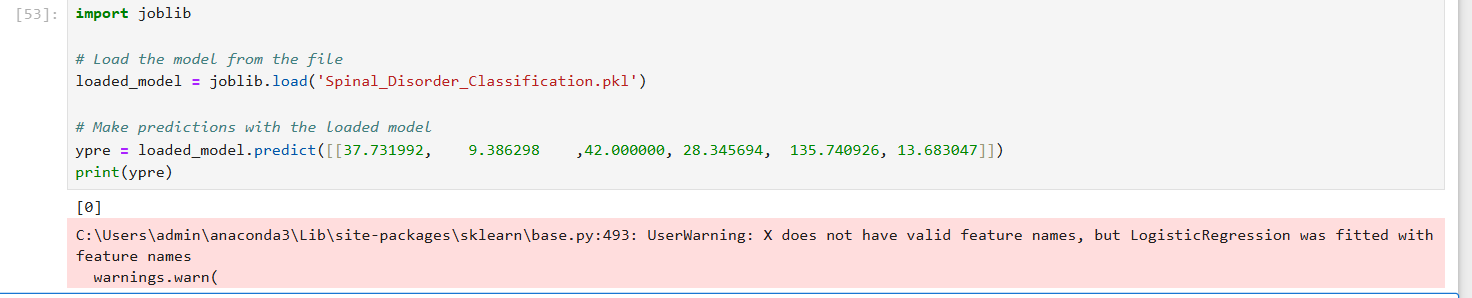 [53]: import joblib
# Load the model from the file
loaded_model = joblib.load('Spinal_Disorder_Classification.pkl')
# Make predictions with the loaded model
ypre = loaded_model.predict([[37.731992,    9.386298    ,42.000000, 28.345694,  135.740926, 13.683047]])
print(ypre)
[0]
C:\Users\admin\anaconda3\Lib\site-packages\sklearn\base.py:493: UserWarning: X does not have valid feature names, but LogisticRegression was fitted with
feature names
  warnings.warn(